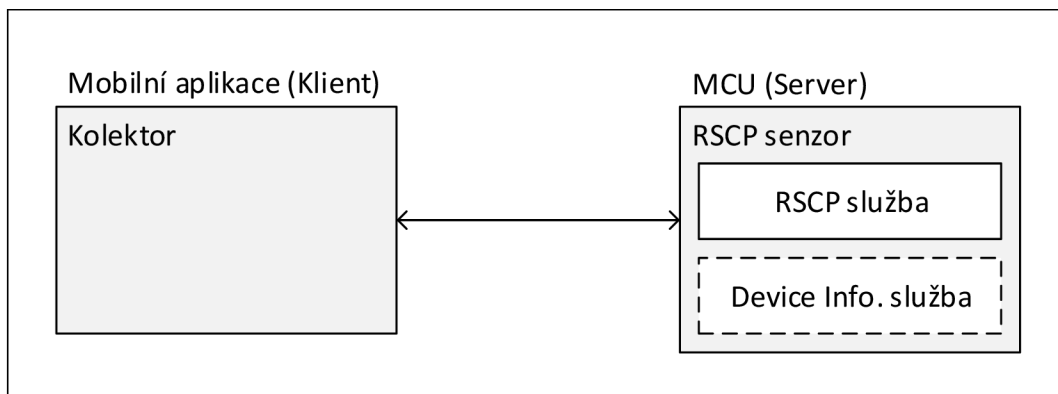 Mobilní aplikace (Klient)
Kolektor
MCU (Server)
RSCP senzor
RSCP služba
Device Info. služba